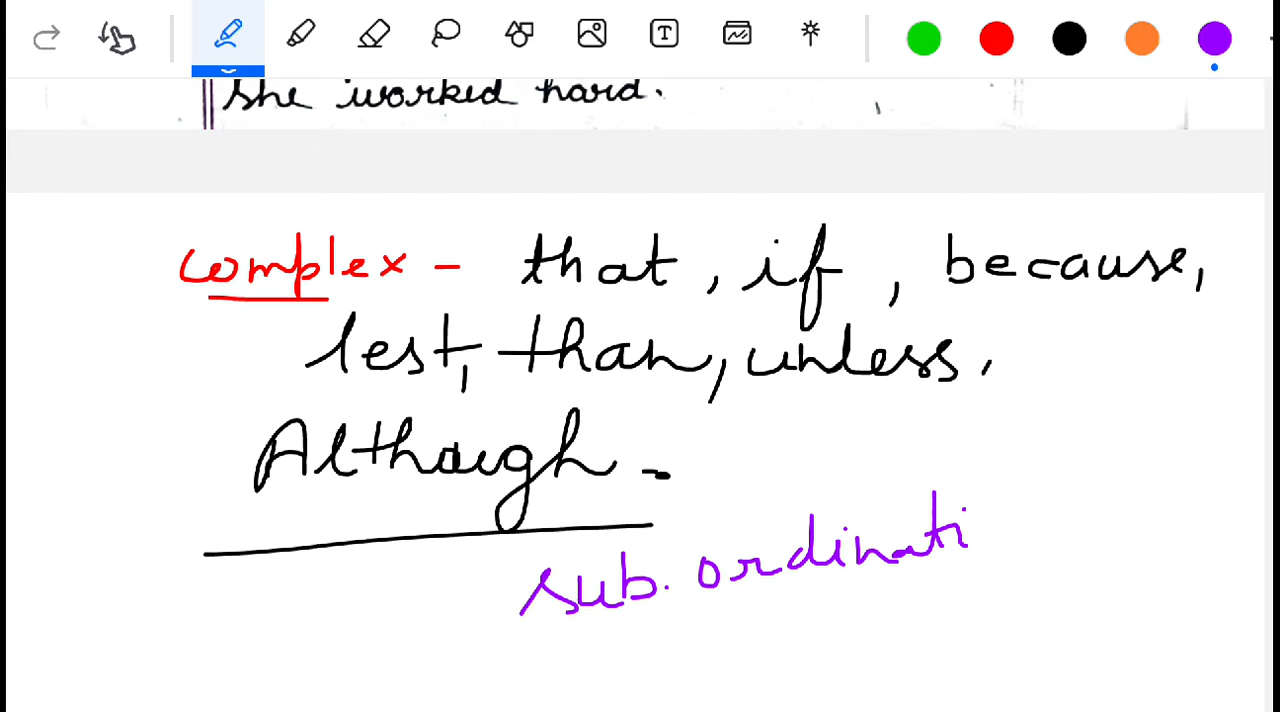 She worked hard.
complex - that, if, because,
lest, than, unless,
Although -
sub. ordinati